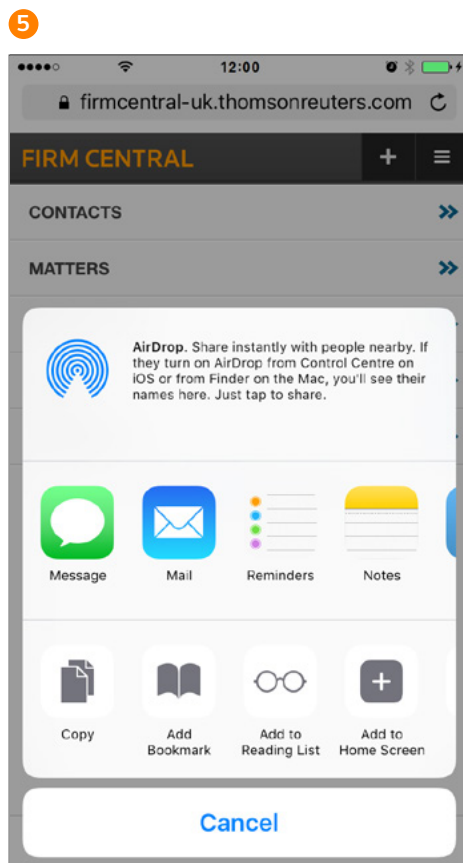 5
12:00
firmcentral-uk.thomsonreuters.com
FIRM CENTRAL
CONTACTS
MATTERS
AirDrop. Share instantly with people nearby. If
they turn on AirDrop from Control Centre on
iOS or from Finder on the Mac, you'll see their
names here. Just tap to share.
Message Mail Reminders Notes
Copy Add Add to Add to
Bookmark Reading List Home Screen
Cancel